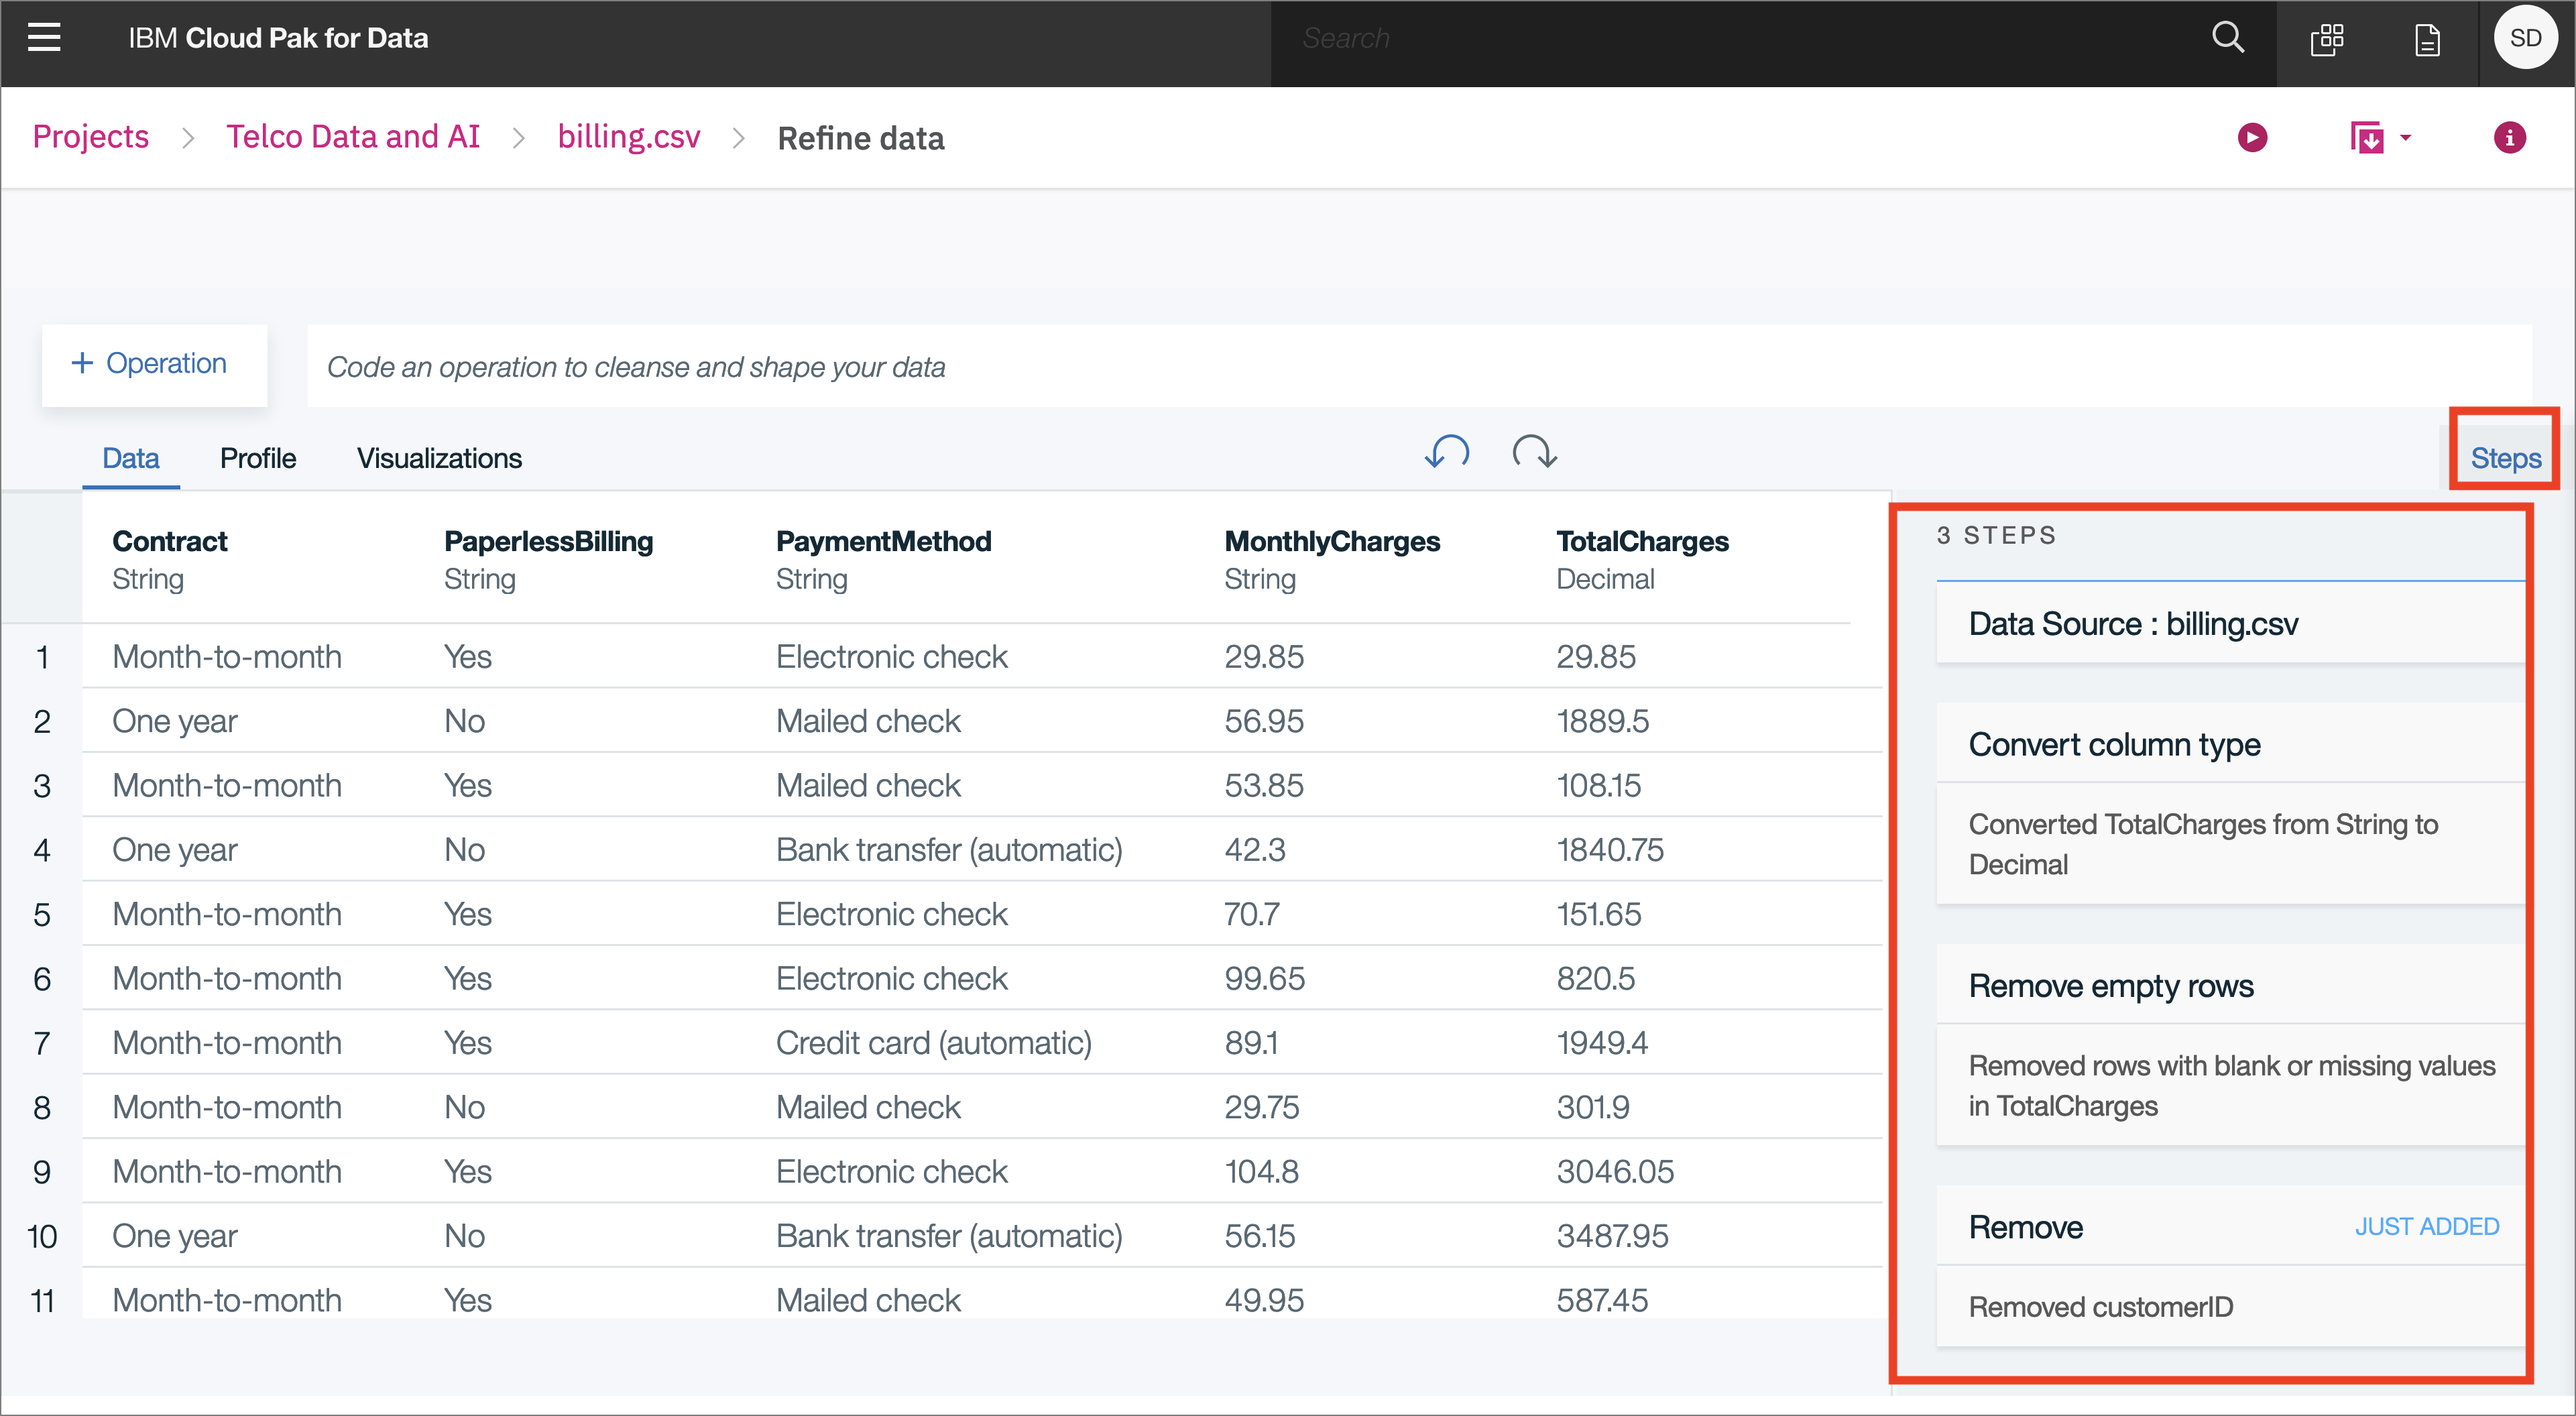 IBM Cloud Pak for Data
Search
SD
Projects > Telco Data and AI > billing.csv > Refine data
+ Operation
Code an operation to cleanse and shape your data
Data Profile Visualizations Steps
Contract PaperlessBilling PaymentMethod MonthlyCharges TotalCharges
String String String String Decimal
1 Month-to-month Yes Electronic check 29.85 29.85
2 One year No Mailed check 56.95 1889.5
3 Month-to-month Yes Mailed check 53.85 108.15
4 One year No Bank transfer (automatic) 42.3 1840.75
5 Month-to-month Yes Electronic check 70.7 151.65
6 Month-to-month Yes Electronic check 99.65 820.5
7 Month-to-month Yes Credit card (automatic) 89.1 1949.4
8 Month-to-month No Mailed check 29.75 301.9
9 Month-to-month Yes Electronic check 104.8 3046.05
10 One year No Bank transfer (automatic) 56.15 3487.95
11 Month-to-month Yes Mailed check 49.95 587.45
3 STEPS
Data Source : billing.csv
Convert column type
Converted TotalCharges from String to
Decimal
Remove empty rows
Removed rows with blank or missing values
in TotalCharges
Remove JUST ADDED
Removed customerID